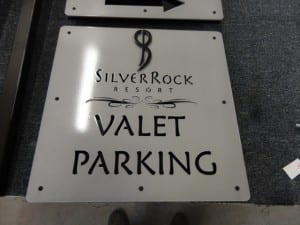 SILVERROCK
RESORT
VALET
PARKING